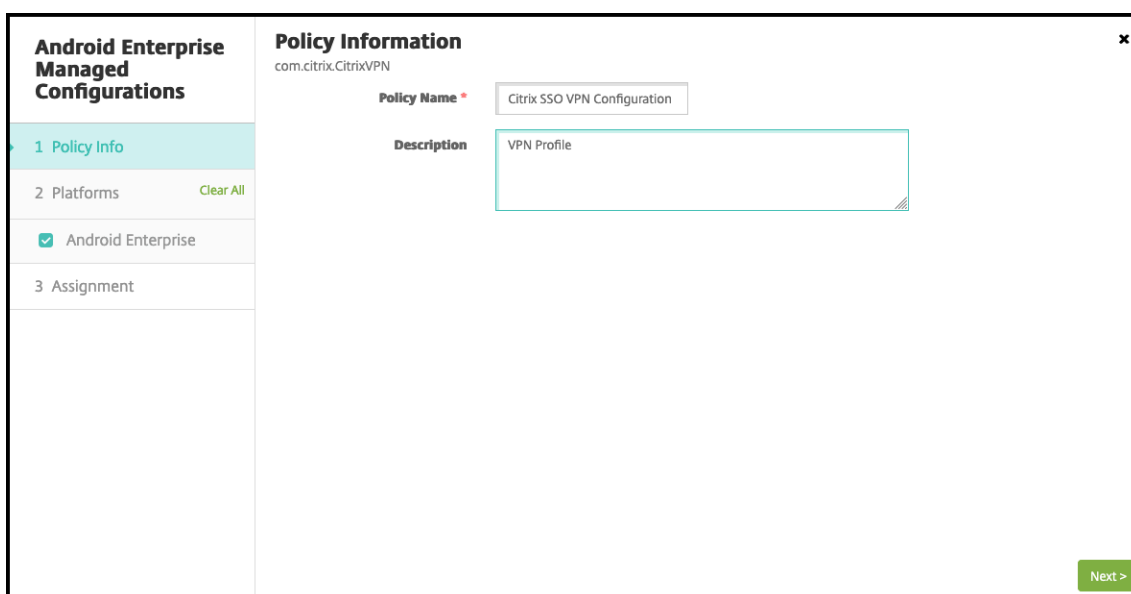 Android Enterprise
Managed
Configurations
1 Policy Info
2 Platforms
Clear All
Android Enterprise
3 Assignment
Policy Information
com.citrix.CitrixVPN
Policy Name *
Citrix SSO VPN Configuration
Description
VPN Profile
Next >